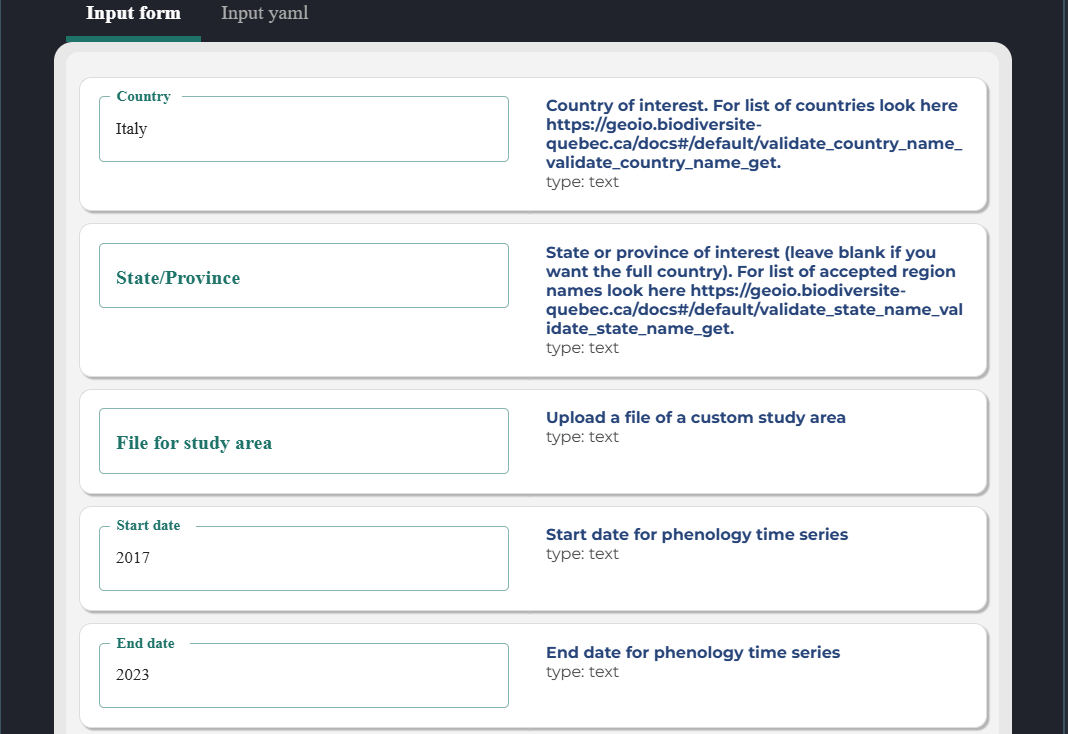 Input form Input yaml
Country
Italy
Country of interest. For list of countries look here
https://geoio.biodiversite-
quebec.ca/docs#/default/validate_country_name_
validate_country_name_get.
type: text
State/Province
State or province of interest (leave blank if you
want the full country). For list of accepted region
names look here https://geoio.biodiversite-
quebec.ca/docs#/default/validate_state_name_val
idate_state_name_get.
type: text
File for study area
Upload a file of a custom study area
type: text
Start date
2017
Start date for phenology time series
type: text
End date
2023
End date for phenology time series
type: text